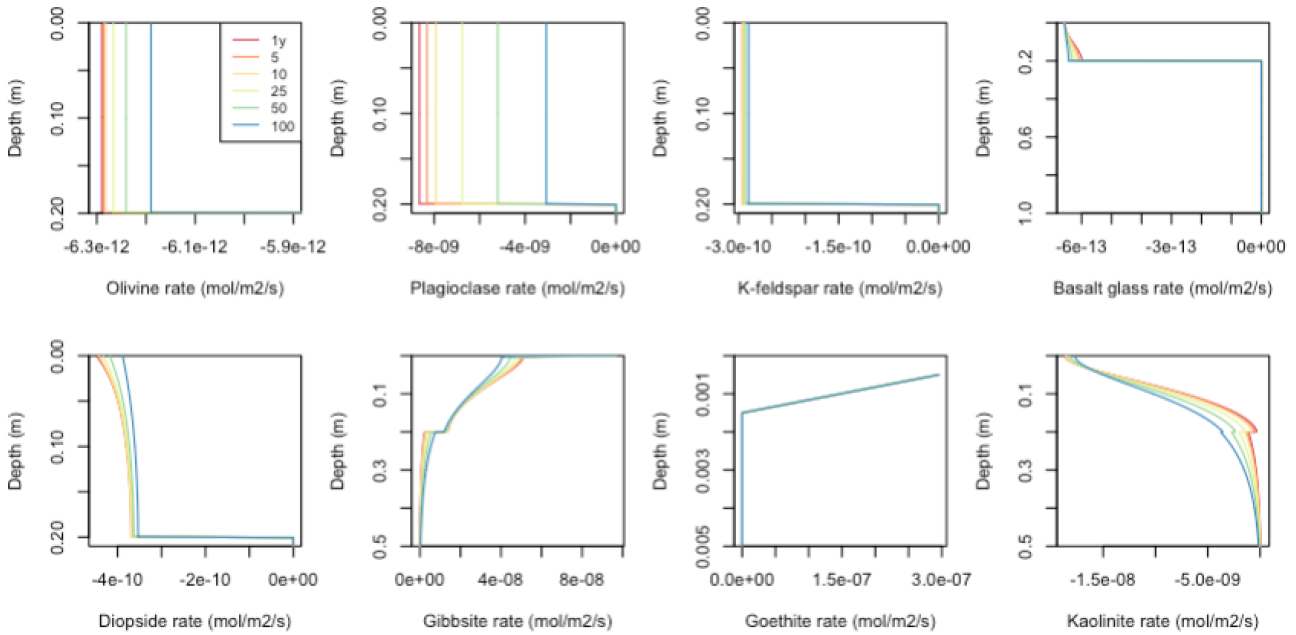 Depth (m)
0.00
0.10
0.20
1y
5
10
25
50
100
-6.3e-12
-6.1e-12
-5.9e-12
Olivine rate (mol/m2/s)
Depth (m)
0.00
0.10
0.20
-8e-09
-4e-09
0e+00
Plagioclase rate (mol/m2/s)
Depth (m)
0.00
0.10
0.20
-3.0e-10
-1.5e-10
0.0e+00
K-feldspar rate (mol/m2/s)
Depth (m)
0.2
0.6
1.0
-6e-13
-3e-13
0e+00
Basalt glass rate (mol/m2/s)
Depth (m)
0.00
0.10
0.20
-4e-10
-2e-10
0e+00
Diopside rate (mol/m2/s)
Depth (m)
0.1
0.3
0.5
0e+00
4e-08
8e-08
Gibbsite rate (mol/m2/s)
Depth (m)
0.001
0.003
0.005
0.0e+00
1.5e-07
3.0e-07
Goethite rate (mol/m2/s)
Depth (m)
0.1
0.3
0.5
-1.5e-08
-5.0e-09
Kaolinite rate (mol/m2/s)